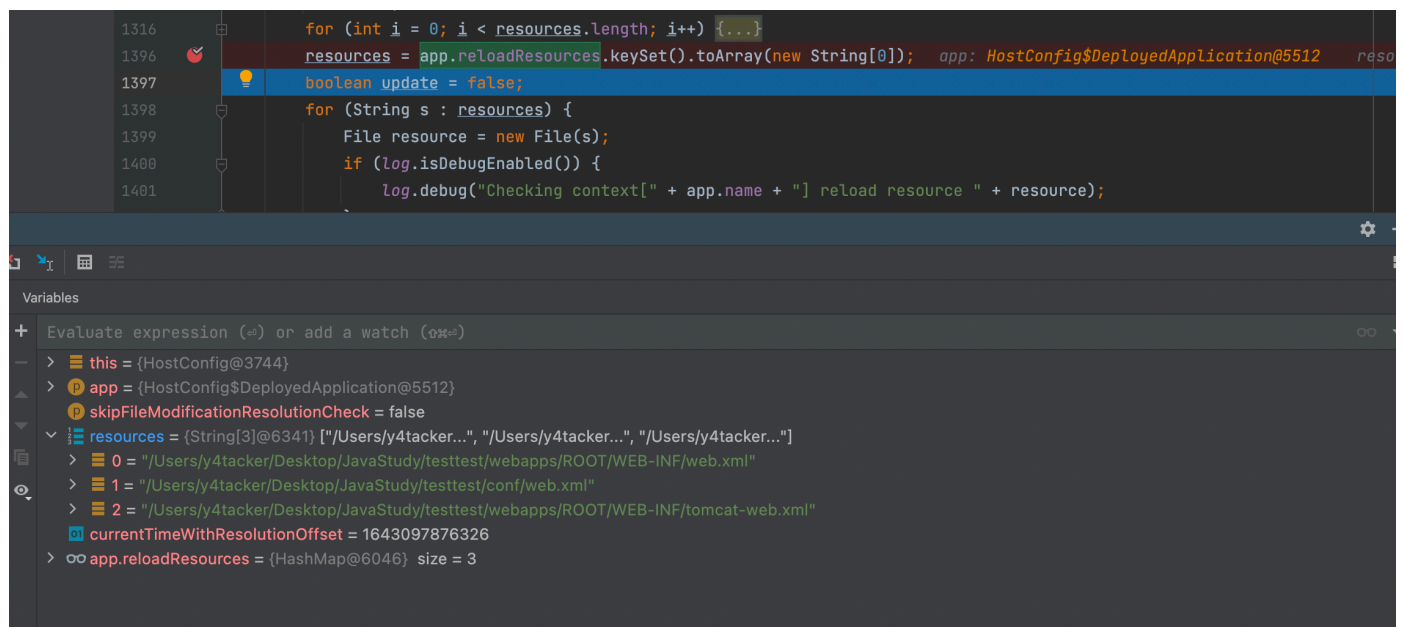 1316 for (int i = 0; i < resources.length; i++) {...}
1396 resources = app.reloadResources.keySet().toArray(new String[0]); app: HostConfig$DeployedApplication@5512 reso
1397 boolean update = false;
1398 for (String s : resources) {
1399 File resource = new File(s);
1400 if (log.isDebugEnabled()) {
1401 log.debug("Checking context[" + app.name + "] reload resource " + resource);
Variables
Evaluate expression (⏎) or add a watch (⇧⌘⏎)
this = {HostConfig@3744}
app = {HostConfig$DeployedApplication@5512}
skipFileModificationResolutionCheck = false
resources = {String[3]@6341} ["/Users/y4tacker...", "/Users/y4tacker...", "/Users/y4tacker..."]
0 = "/Users/y4tacker/Desktop/JavaStudy/testtest/webapps/ROOT/WEB-INF/web.xml"
1 = "/Users/y4tacker/Desktop/JavaStudy/testtest/conf/web.xml"
2 = "/Users/y4tacker/Desktop/JavaStudy/testtest/webapps/ROOT/WEB-INF/tomcat-web.xml"
currentTimeWithResolutionOffset = 1643097876326
app.reloadResources = {HashMap@6046} size = 3